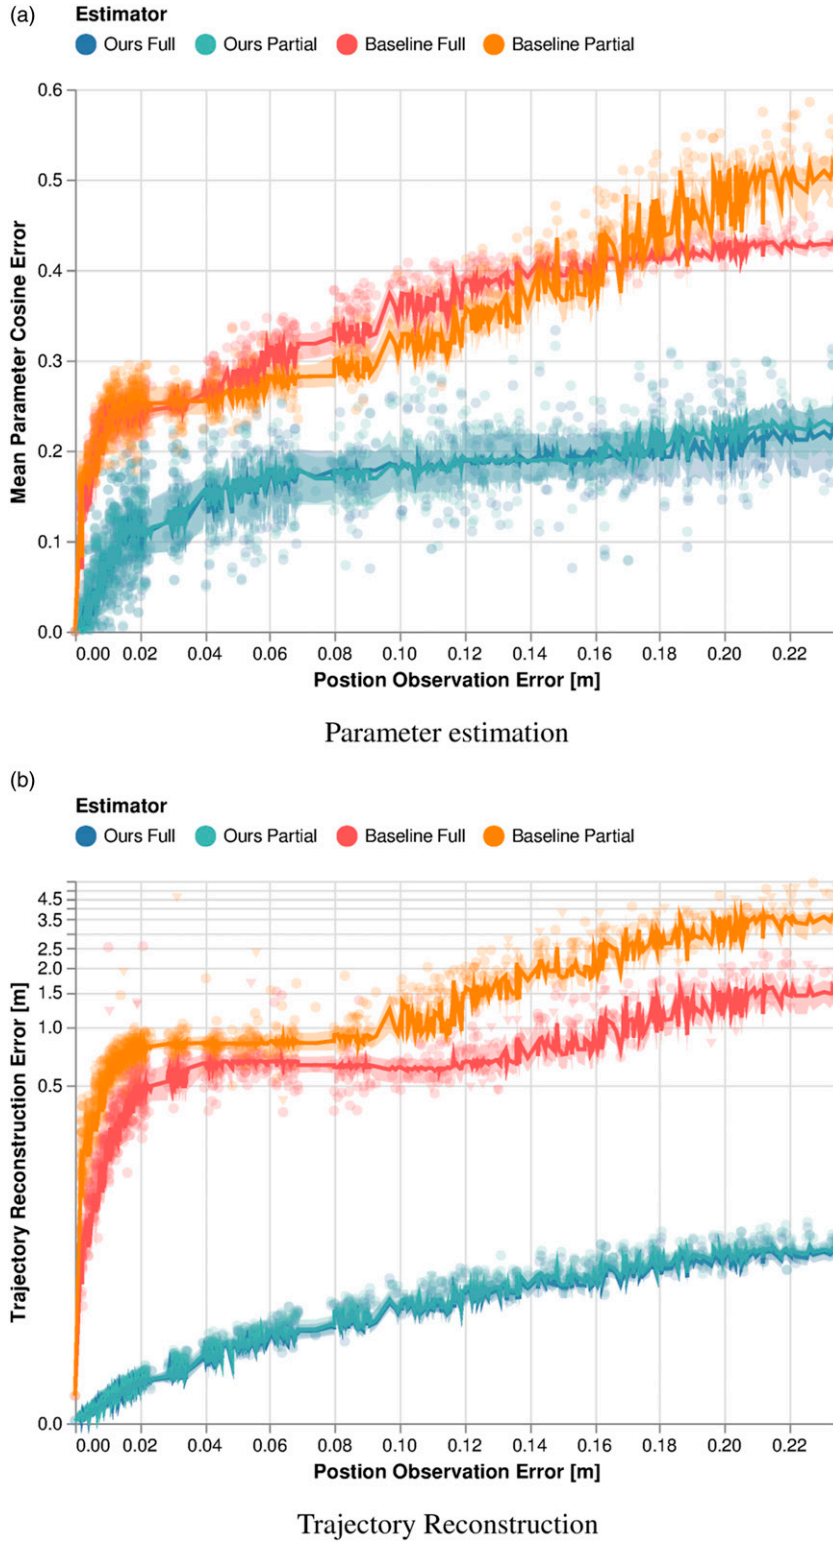 (a)
Estimator
Ours Full Ours Partial Baseline Full Baseline Partial
0.6
0.5
0.4
0.3
0.2
0.1
0.0
Mean Parameter Cosine Error
0.00 0.02 0.04 0.06 0.08 0.10 0.12 0.14 0.16 0.18 0.20 0.22
Postion Observation Error [m]
Parameter estimation
(b)
Estimator
Ours Full Ours Partial Baseline Full Baseline Partial
4.5
3.5
2.5
2.0
1.5
1.0
0.5
0.0
Trajectory Reconstruction Error [m]
0.00 0.02 0.04 0.06 0.08 0.10 0.12 0.14 0.16 0.18 0.20 0.22
Postion Observation Error [m]
Trajectory Reconstruction